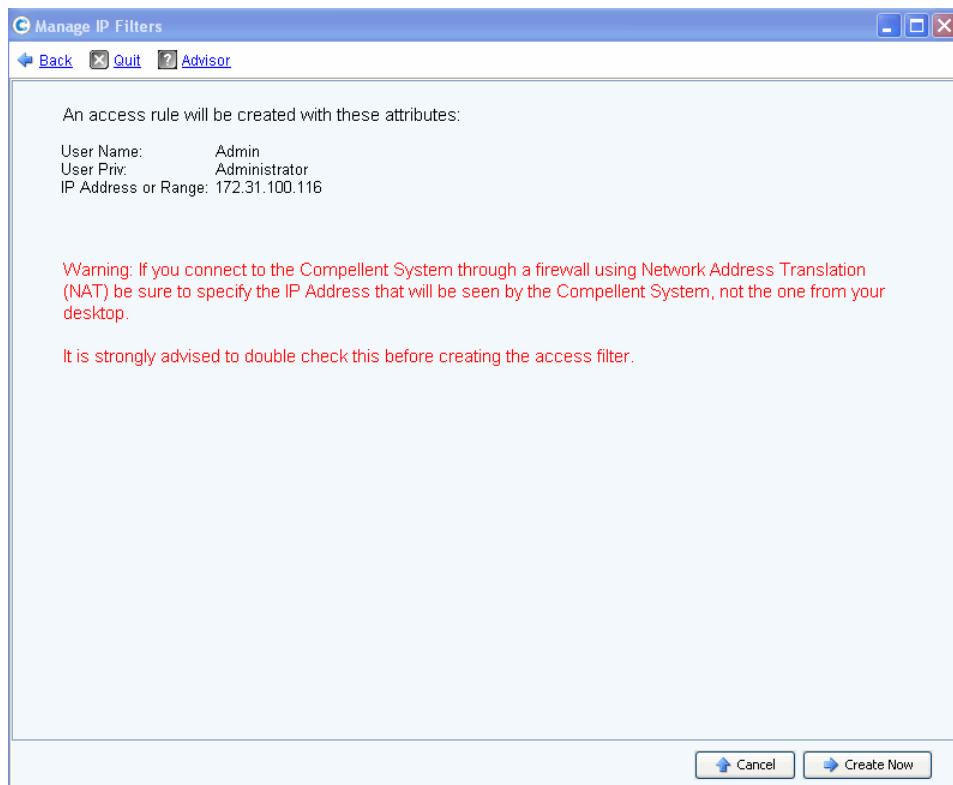 Manage IP Filters
Back Quit Advisor
An access rule will be created with these attributes:
User Name: Admin
User Priv: Administrator
IP Address or Range: 172.31.100.116
Warning: If you connect to the Compellent System through a firewall using Network Address Translation
(NAT) be sure to specify the IP Address that will be seen by the Compellent System, not the one from your
desktop.
It is strongly advised to double check this before creating the access filter.
Cancel Create Now